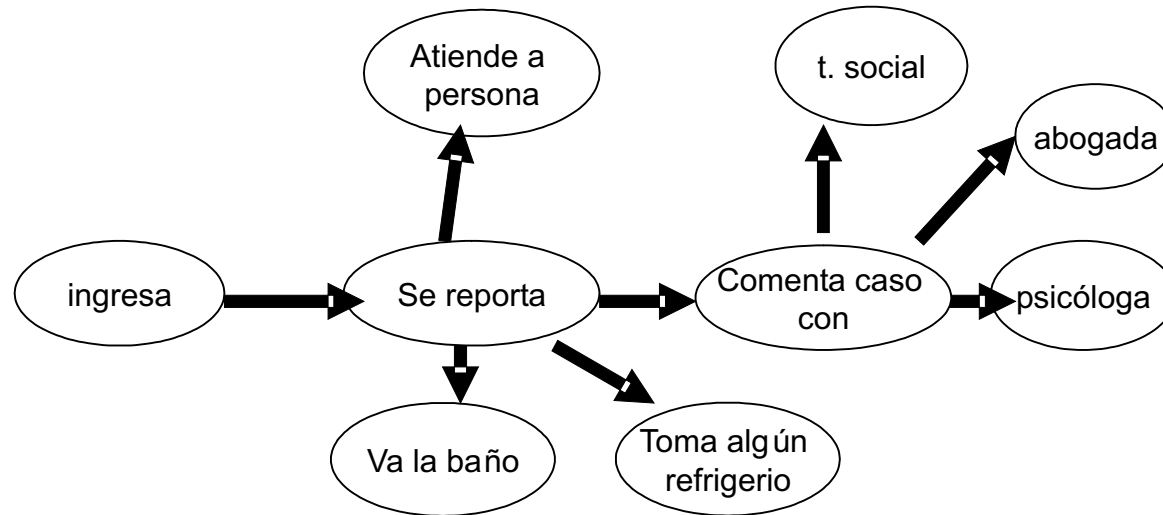 Atiende a
persona
t. social
abogada
ingresa
Se reporta
Comenta caso
con
psicóloga
Va la baño
Toma algún
refrigerio